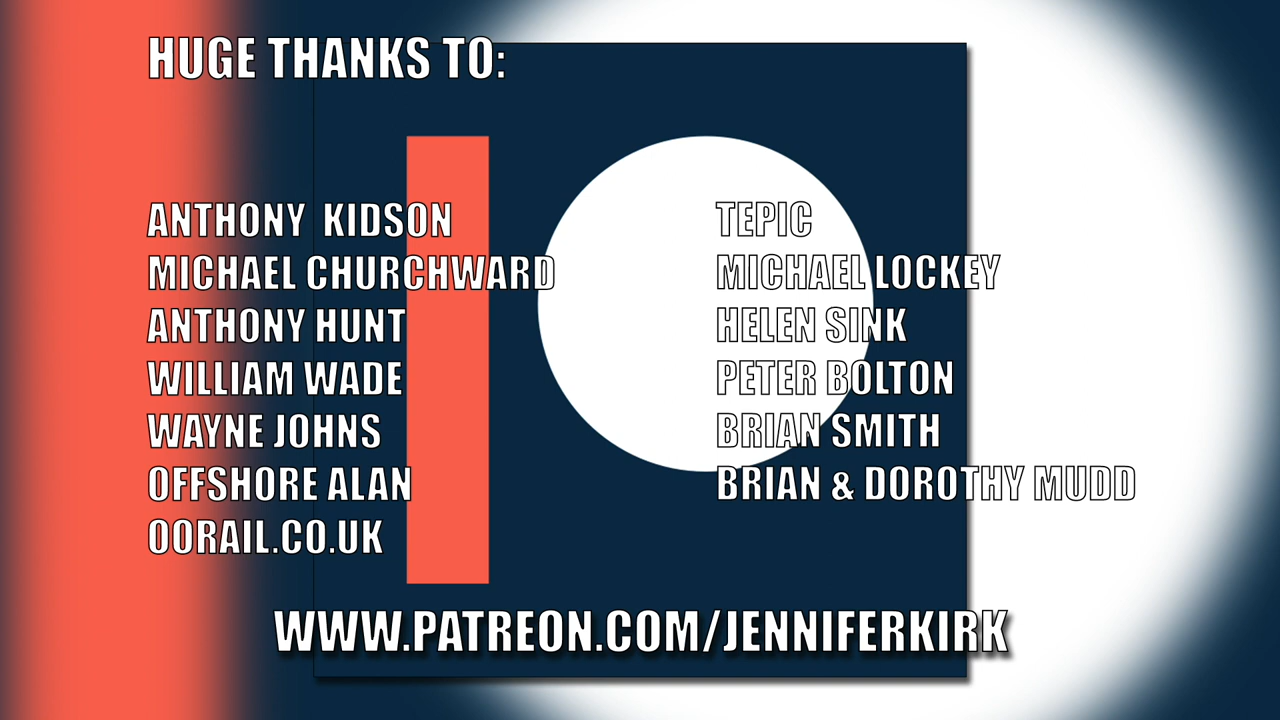 HUGE THANKS TO:
ANTHONY KIDSON
MICHAEL CHURCHWARD
ANTHONY HUNT
WILLIAM WADE
WAYNE JOHNS
OFFSHORE ALAN
OORAIL.CO.UK
TEPIC
MICHAEL LOCKEY
HELEN SINK
PETER BOLTON
BRIAN SMITH
BRIAN & DOROTHY MUDD
WWW.PATREON.COM/JENNIFERKIRK